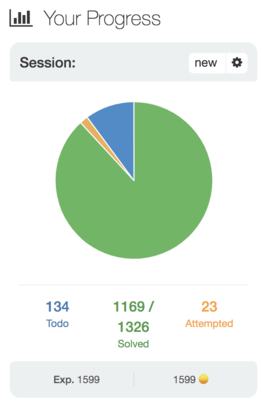 Your Progress
Session: new
134 1169 / 23
Todo 1326 Attempted
Solved
Exp. 1599 1599